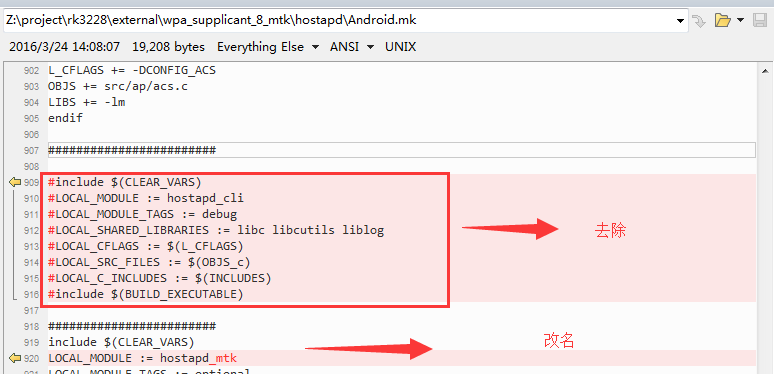 Z:\project\rk3228\external\wpa_supplicant_8_mtk\hostapd\Android.mk
2016/3/24 14:08:07 19,208 bytes Everything Else ANSI UNIX
902 L_CFLAGS += -DCONFIG_ACS
903 OBJS += src/ap/acs.c
904 LIBS += -lm
905 endif
906
907 ########################
908
909 #include $(CLEAR_VARS)
910 #LOCAL_MODULE := hostapd_cli
911 #LOCAL_MODULE_TAGS := debug
912 #LOCAL_SHARED_LIBRARIES := libc libcutils liblog
913 #LOCAL_CFLAGS := $(L_CFLAGS)
914 #LOCAL_SRC_FILES := $(OBJS_c)
915 #LOCAL_C_INCLUDES := $(INCLUDES)
916 #include $(BUILD_EXECUTABLE)
去除
917
918 ########################
919 include $(CLEAR_VARS)
改名
920 LOCAL_MODULE := hostapd_mtk
921 LOCAL_MODULE_TAGS := optional